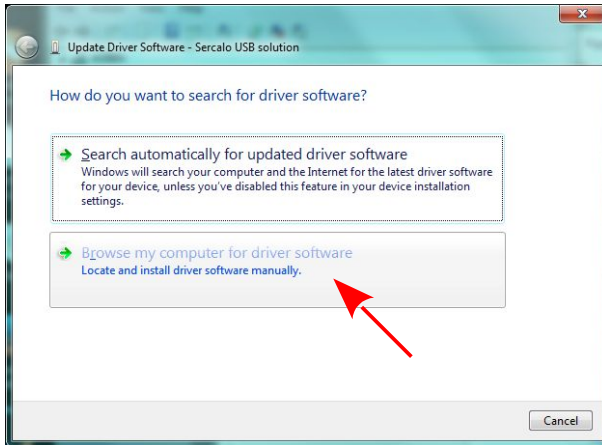 Update Driver Software - Sercalo USB solution
How do you want to search for driver software?
Search automatically for updated driver software
Windows will search your computer and the Internet for the latest driver software
for your device, unless you've disabled this feature in your device installation
settings.
Browse my computer for driver software
Locate and install driver software manually.
Cancel